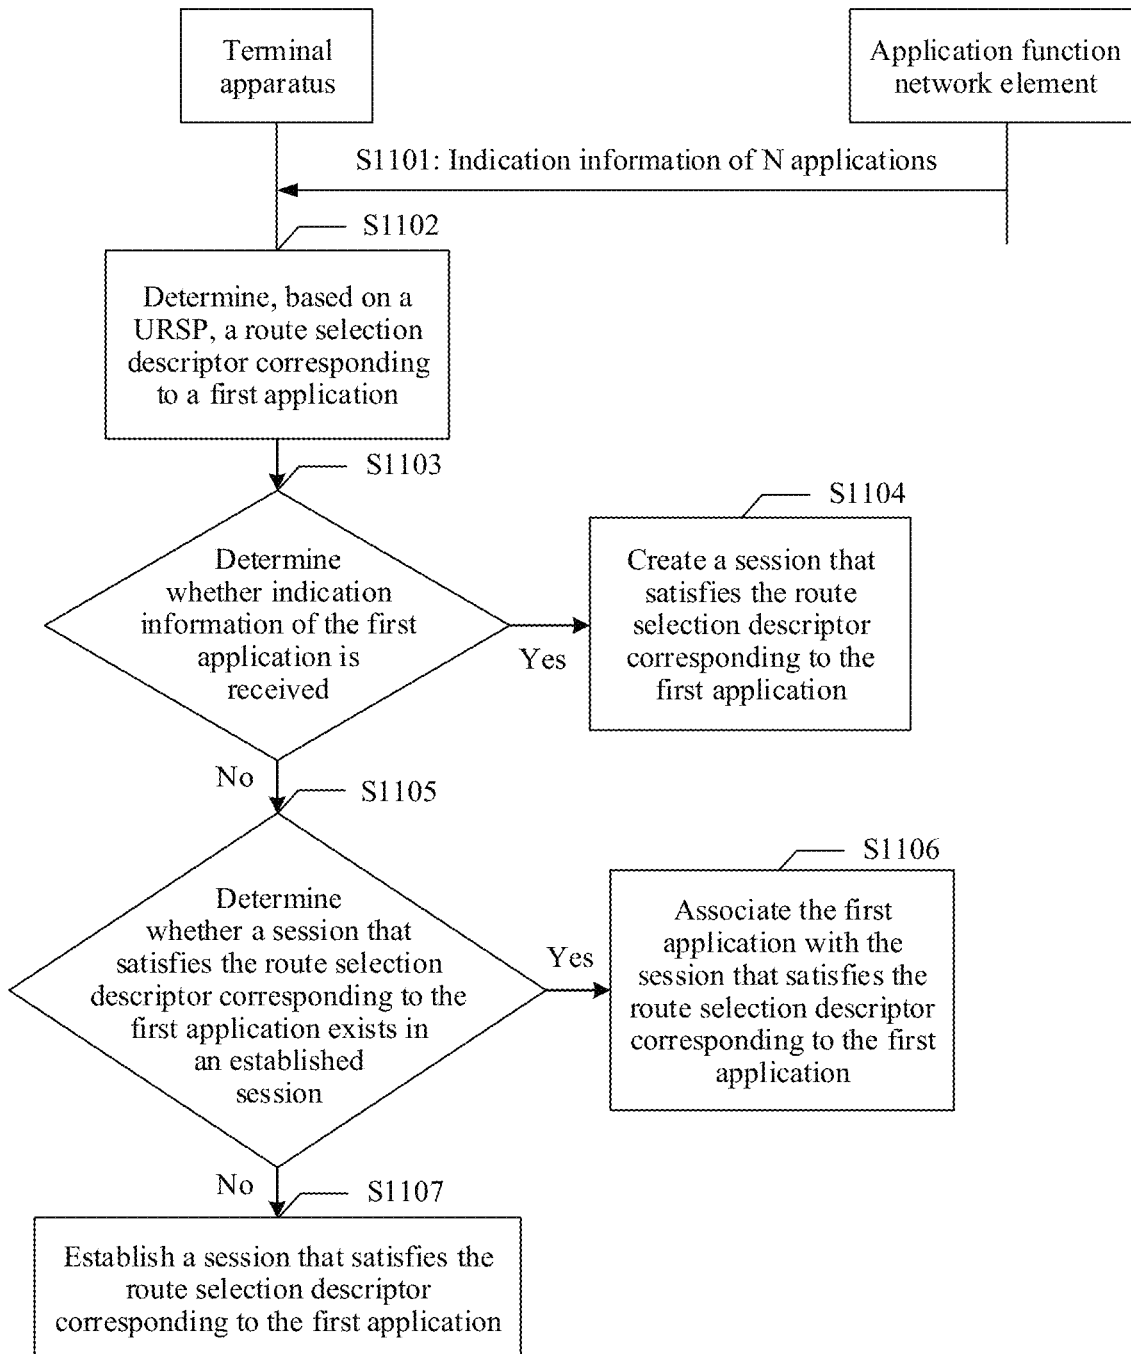 Terminal
apparatus
Application function
network element
S1101: Indication information of N applications
S1102
Determine, based on a
URSP, a route selection
descriptor corresponding
to a first application
S1103
Determine
whether indication
information of the first
application is
received
Yes
S1104
Create a session that
satisfies the route
selection descriptor
corresponding to the
first application
No
S1105
Determine
whether a session that
satisfies the route selection
descriptor corresponding to the
first application exists in
an established
session
Yes
S1106
Associate the first
application with the
session that satisfies the
route selection descriptor
corresponding to the first
application
No
S1107
Establish a session that satisfies the
route selection descriptor
corresponding to the first application